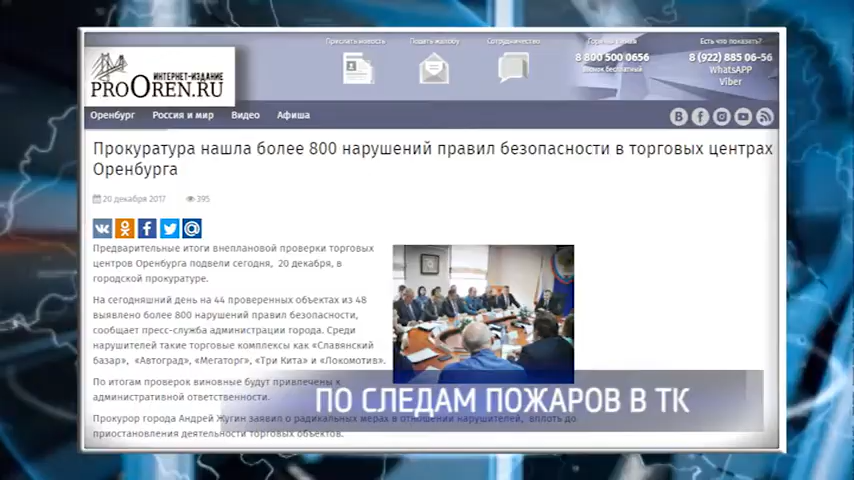 Прислать новость
Подать жалобу
Сотрудничество
Горячая линия
8 800 500 0656
звонок бесплатный
Есть что показать?
8 (922) 885 06-56
WhatsAPP
Viber
ИНТЕРНЕТ-ИЗДАНИЕ
PROOREN.RU
Оренбург Россия и мир Видео Афиша
Прокуратура нашла более 800 нарушений правил безопасности в торговых центрах
Оренбурга
20 декабря 2017 395
Предварительные итоги внеплановой проверки торговых
центров Оренбурга подвели сегодня, 20 декабря, в
городской прокуратуре.
На сегодняшний день на 44 проверенных объектах из 48
выявлено более 800 нарушений правил безопасности,
сообщает пресс-служба администрации города. Среди
нарушителей такие торговые комплексы как «Славянский
базар», «Автоград», «Мегаторг», «Три Кита» и «Локомотив».
По итогам проверок виновные будут привлечены к
административной ответственности.
ПО СЛЕДАМ ПОЖАРОВ В ТК
Прокурор города Андрей Жугин заявил о радикальных мерах в отношении нарушителей, вплоть до
приостановления деятельности торговых объектов.